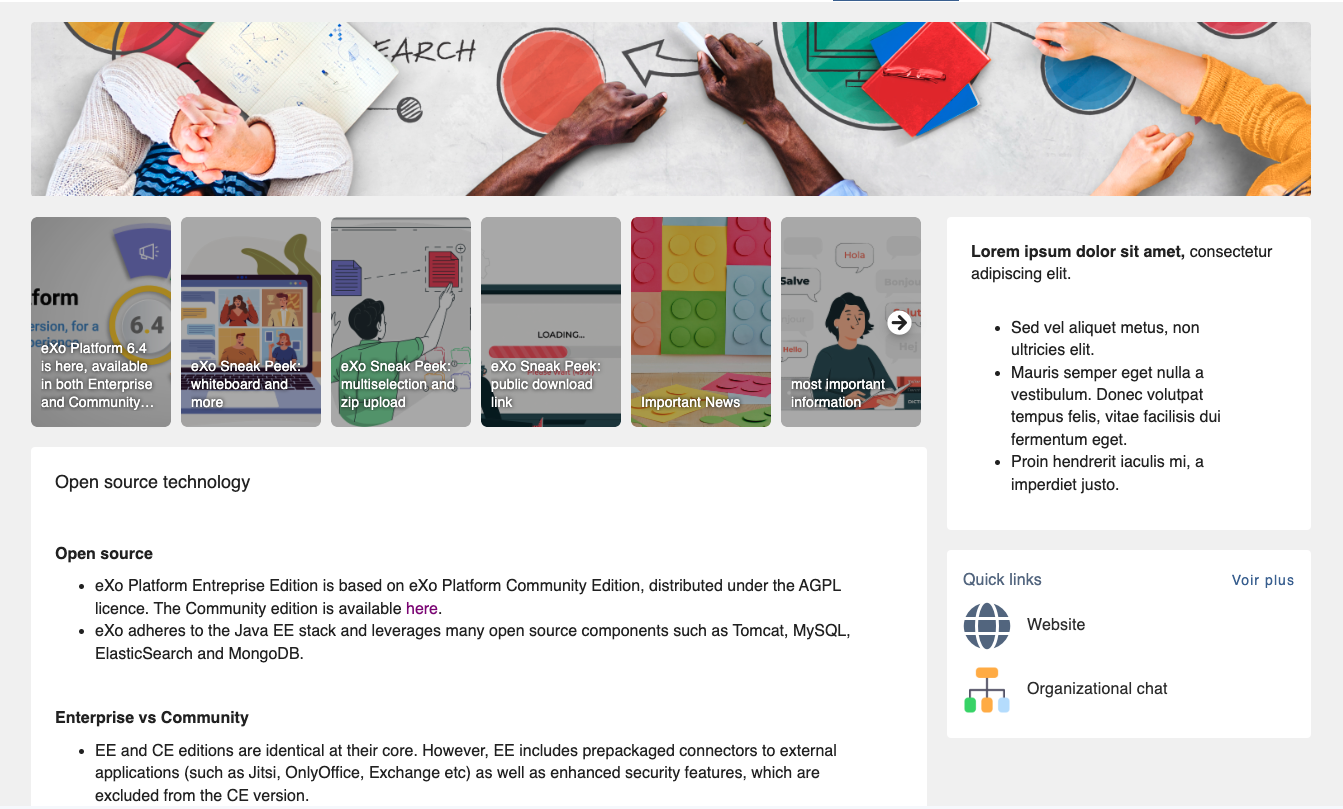 EARCH
form
ersion, for a
perience
6.4
eXo Platform 6.4
is here, available
in both Enterprise
and Community...
eXo Sneak Peek:
whiteboard and
more
eXo Sneak Peek:
multiselection and
zip upload
LOADING...
Please Wait
eXo Sneak Peek:
public download
link
Important News
Hola
Salve
Bonjou
Hello
Haj
most important
information
Lorem ipsum dolor sit amet, consectetur
adipiscing elit.
• Sed vel aliquet metus, non
ultricies elit.
• Mauris semper eget nulla a
vestibulum. Donec volutpat
tempus felis, vitae facilisis dui
fermentum eget.
• Proin hendrerit iaculis mi, a
imperdiet justo.
Open source technology
Open source
• eXo Platform Entreprise Edition is based on eXo Platform Community Edition, distributed under the AGPL
licence. The Community edition is available here.
• eXo adheres to the Java EE stack and leverages many open source components such as Tomcat, MySQL,
ElasticSearch and MongoDB.
Enterprise vs Community
• EE and CE editions are identical at their core. However, EE includes prepackaged connectors to external
applications (such as Jitsi, OnlyOffice, Exchange etc) as well as enhanced security features, which are
excluded from the CE version.
Quick links
Voir plus
Website
Organizational chat